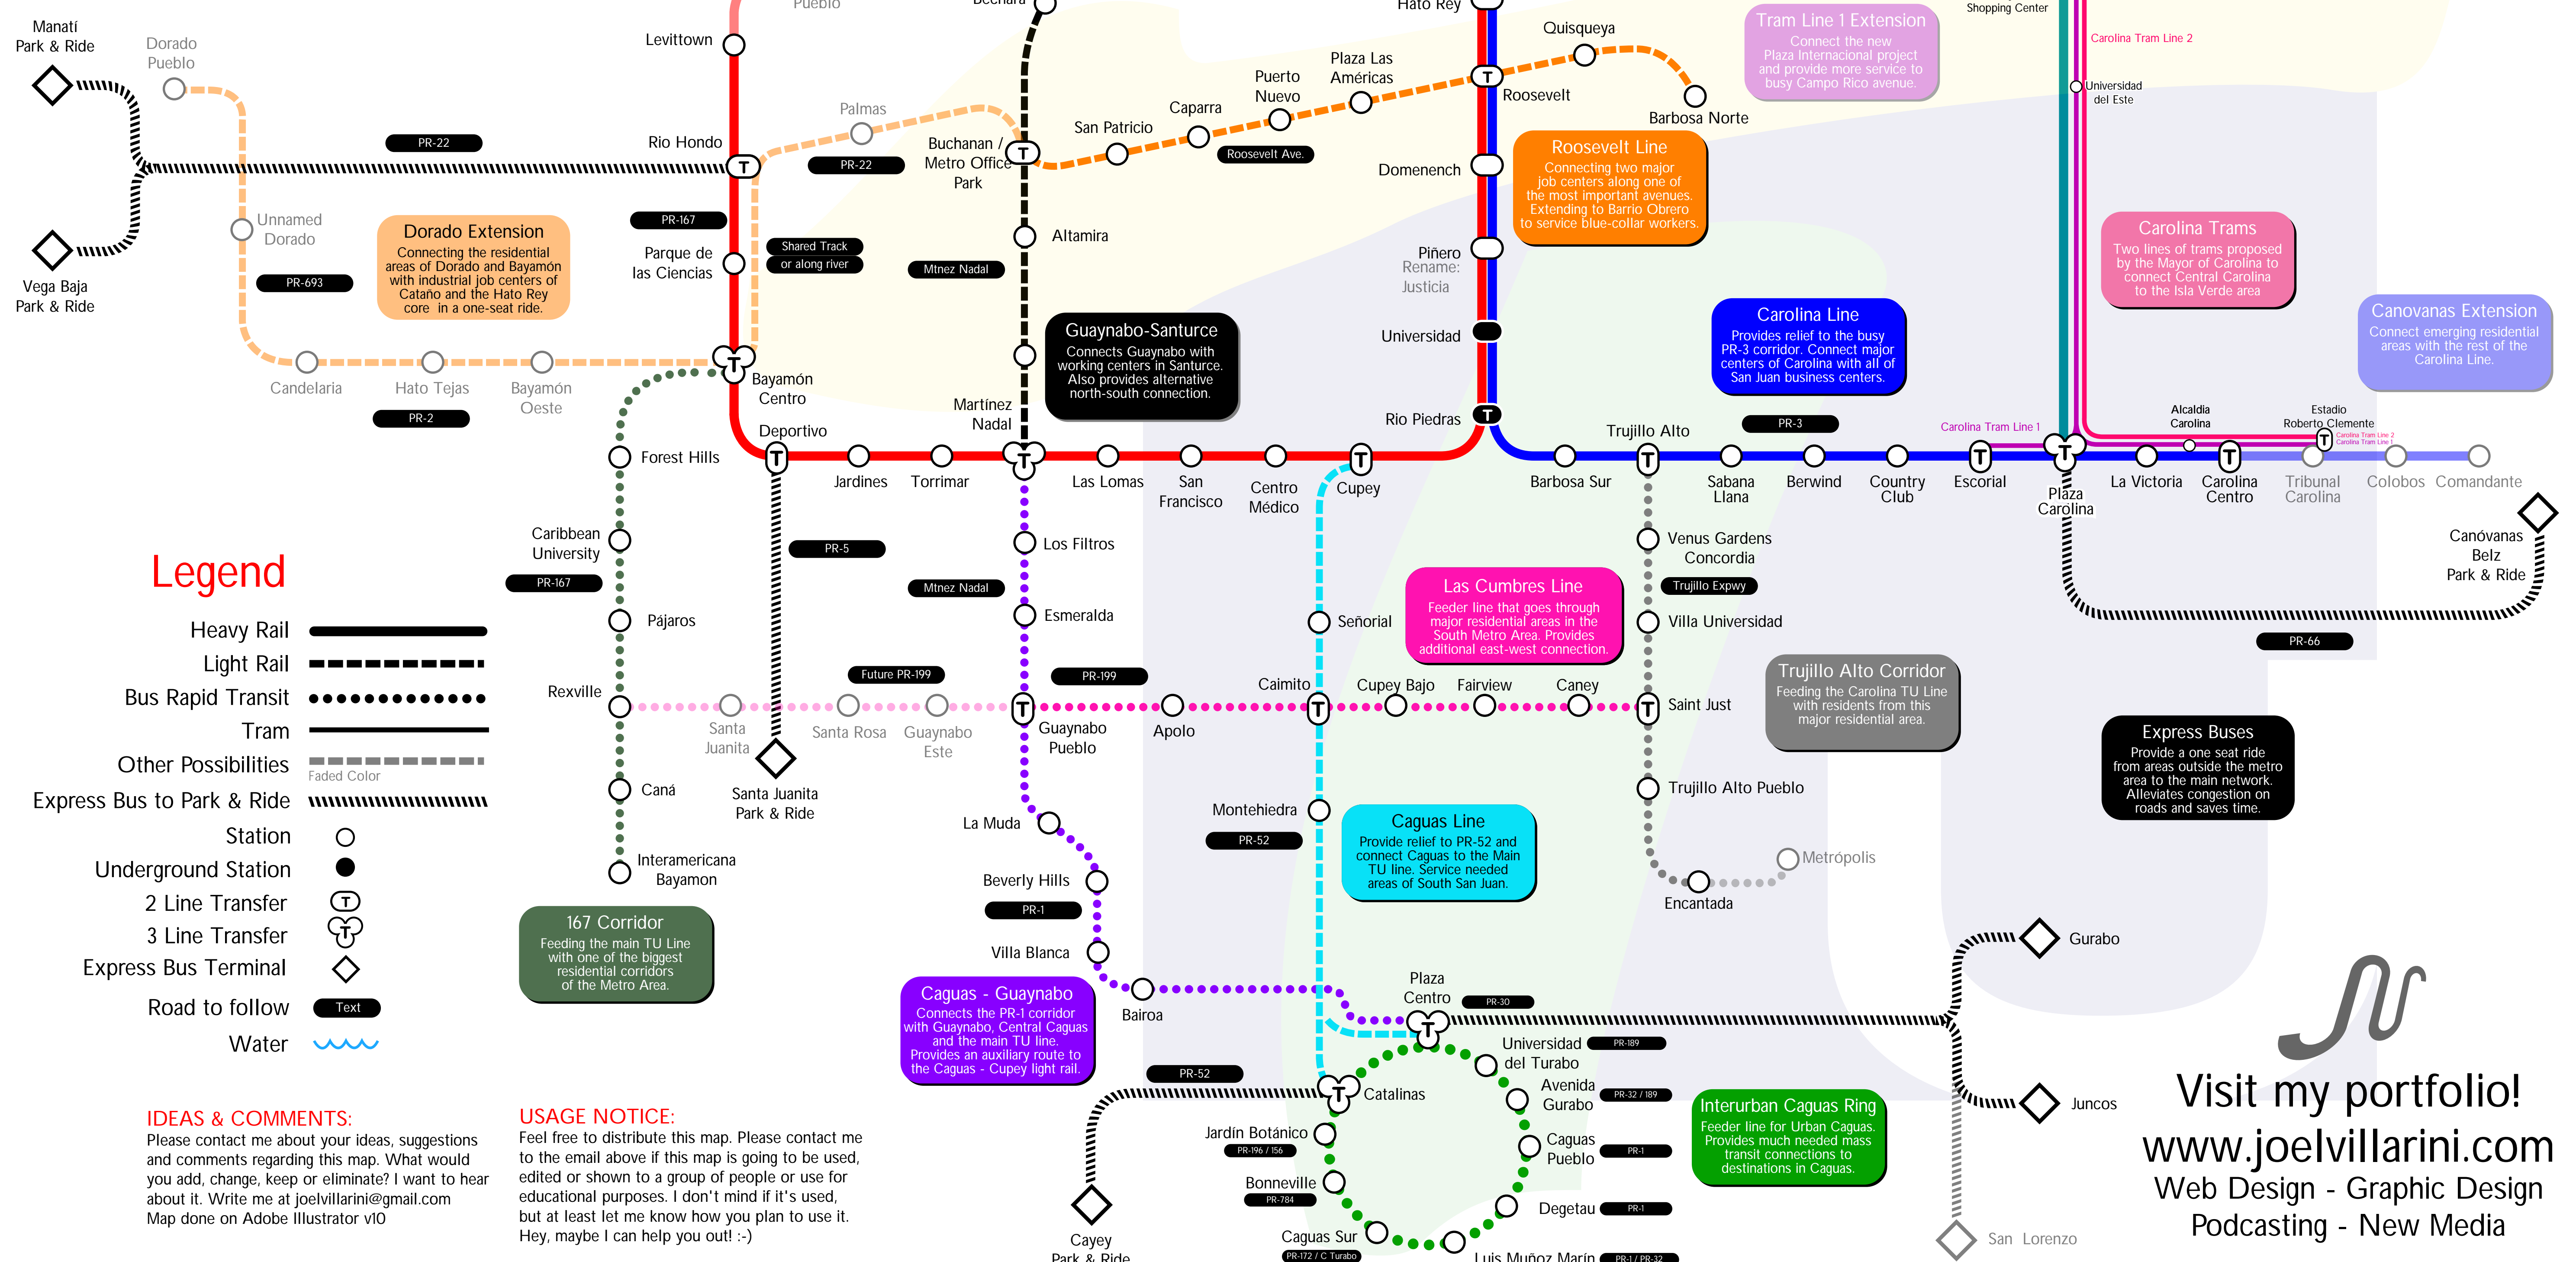 Pueblo
Bechara
Hato Rey
Shopping Center
Manatí
Park & Ride
Dorado
Pueblo
Levittown
Quisqueya
Tram Line 1 Extension
Connect the new
Plaza Internacional project
and provide more service to
busy Campo Rico avenue.
Carolina Tram Line 2
Universidad
del Este
Plaza Las
Américas
Puerto
Nuevo
Caparra
San Patricio
Roosevelt
Barbosa Norte
Palmas
PR-22
Rio Hondo
PR-22
Buchanan /
Metro Office
Park
Roosevelt Ave.
Domenench
Roosevelt Line
Connecting two major
job centers along one of
the most important avenues.
Extending to Barrio Obrero
to service blue-collar workers.
Unnamed
Dorado
PR-167
Dorado Extension
Connecting the residential
areas of Dorado and Bayamón
with industrial job centers of
Cataño and the Hato Rey
core in a one-seat ride.
PR-693
Vega Baja
Park & Ride
Parque de
las Ciencias
Shared Track
or along river
Altamira
Mtnez Nadal
Piñero
Rename:
Justicia
Carolina Trams
Two lines of trams proposed
by the Mayor of Carolina to
connect Central Carolina
to the Isla Verde area
Guaynabo-Santurce
Connects Guaynabo with
working centers in Santurce.
Also provides alternative
north-south connection.
Universidad
Carolina Line
Provides relief to the busy
PR-3 corridor. Connect major
centers of Carolina with all of
San Juan business centers.
Canovanas Extension
Connect emerging residential
areas with the rest of the
Carolina Line.
Candelaria
Hato Tejas
Bayamón
Oeste
PR-2
Bayamón
Centro
Martínez
Nadal
Rio Piedras
PR-3
Deportivo
Trujillo Alto
Carolina Tram Line 1
Alcaldia
Carolina
Estadio
Roberto Clemente
Carolina Tram Line 2
Carolina Tram Line 1
Forest Hills
Jardines
Torrimar
Las Lomas
San
Francisco
Centro
Médico
Cupey
Barbosa Sur
Sabana
Llana
Berwind
Country
Club
Escorial
Plaza
Carolina
La Victoria
Carolina
Centro
Tribunal
Carolina
Colobos
Comandante
Canóvanas
Belz
Park & Ride
Caribbean
University
PR-167
PR-5
Los Filtros
Mtnez Nadal
Venus Gardens
Concordia
Trujillo Expwy
Las Cumbres Line
Feeder line that goes through
major residential areas in the
South Metro Area. Provides
additional east-west connection.
Pájaros
Esmeralda
Señorial
Villa Universidad
PR-66
Trujillo Alto Corridor
Feeding the Carolina TU Line
with residents from this
major residential area.
Rexville
Future PR-199
PR-199
Caimito
Cupey Bajo
Fairview
Caney
Saint Just
Santa
Juanita
Santa Rosa
Guaynabo
Este
Guaynabo
Pueblo
Apolo
Express Buses
Provide a one seat ride
from areas outside the metro
area to the main network.
Alleviates congestion on
roads and saves time.
Caná
Santa Juanita
Park & Ride
La Muda
Montehiedra
PR-52
Trujillo Alto Pueblo
Caguas Line
Provide relief to PR-52 and
connect Caguas to the Main
TU line. Service needed
areas of South San Juan.
Interamericana
Bayamon
Beverly Hills
PR-1
Metrópolis
Encantada
167 Corridor
Feeding the main TU Line
with one of the biggest
residential corridors
of the Metro Area.
Villa Blanca
Gurabo
Caguas - Guaynabo
Connects the PR-1 corridor
with Guaynabo, Central Caguas
and the main TU line.
Provides an auxiliary route to
the Caguas - Cupey light rail.
Bairoa
Plaza
Centro
PR-30
Universidad
del Turabo
PR-189
PR-52
Catalinas
Avenida
Gurabo
PR-32 / 189
Juncos
Jardín Botánico
PR-196 / 156
Caguas
Pueblo
PR-1
Interurban Caguas Ring
Feeder line for Urban Caguas.
Provides much needed mass
transit connections to
destinations in Caguas.
Bonneville
PR-784
Degetau
PR-1
Caguas Sur
PR-172 / C Turabo
Luis Muñoz Marín
PR-1 / PR-32
Cayey
Park & Ride
San Lorenzo
Legend
Heavy Rail
Light Rail
Bus Rapid Transit
Tram
Other Possibilities
Faded Color
Express Bus to Park & Ride
Station
Underground Station
2 Line Transfer
T
3 Line Transfer
T
Express Bus Terminal
Road to follow
Text
Water
IDEAS & COMMENTS:
Please contact me about your ideas, suggestions
and comments regarding this map. What would
you add, change, keep or eliminate? I want to hear
about it. Write me at joelvillarini@gmail.com
Map done on Adobe Illustrator v10
USAGE NOTICE:
Feel free to distribute this map. Please contact me
to the email above if this map is going to be used,
edited or shown to a group of people or use for
educational purposes. I don't mind if it's used,
but at least let me know how you plan to use it.
Hey, maybe I can help you out! :-)
Visit my portfolio!
www.joelvillarini.com
Web Design - Graphic Design
Podcasting - New Media